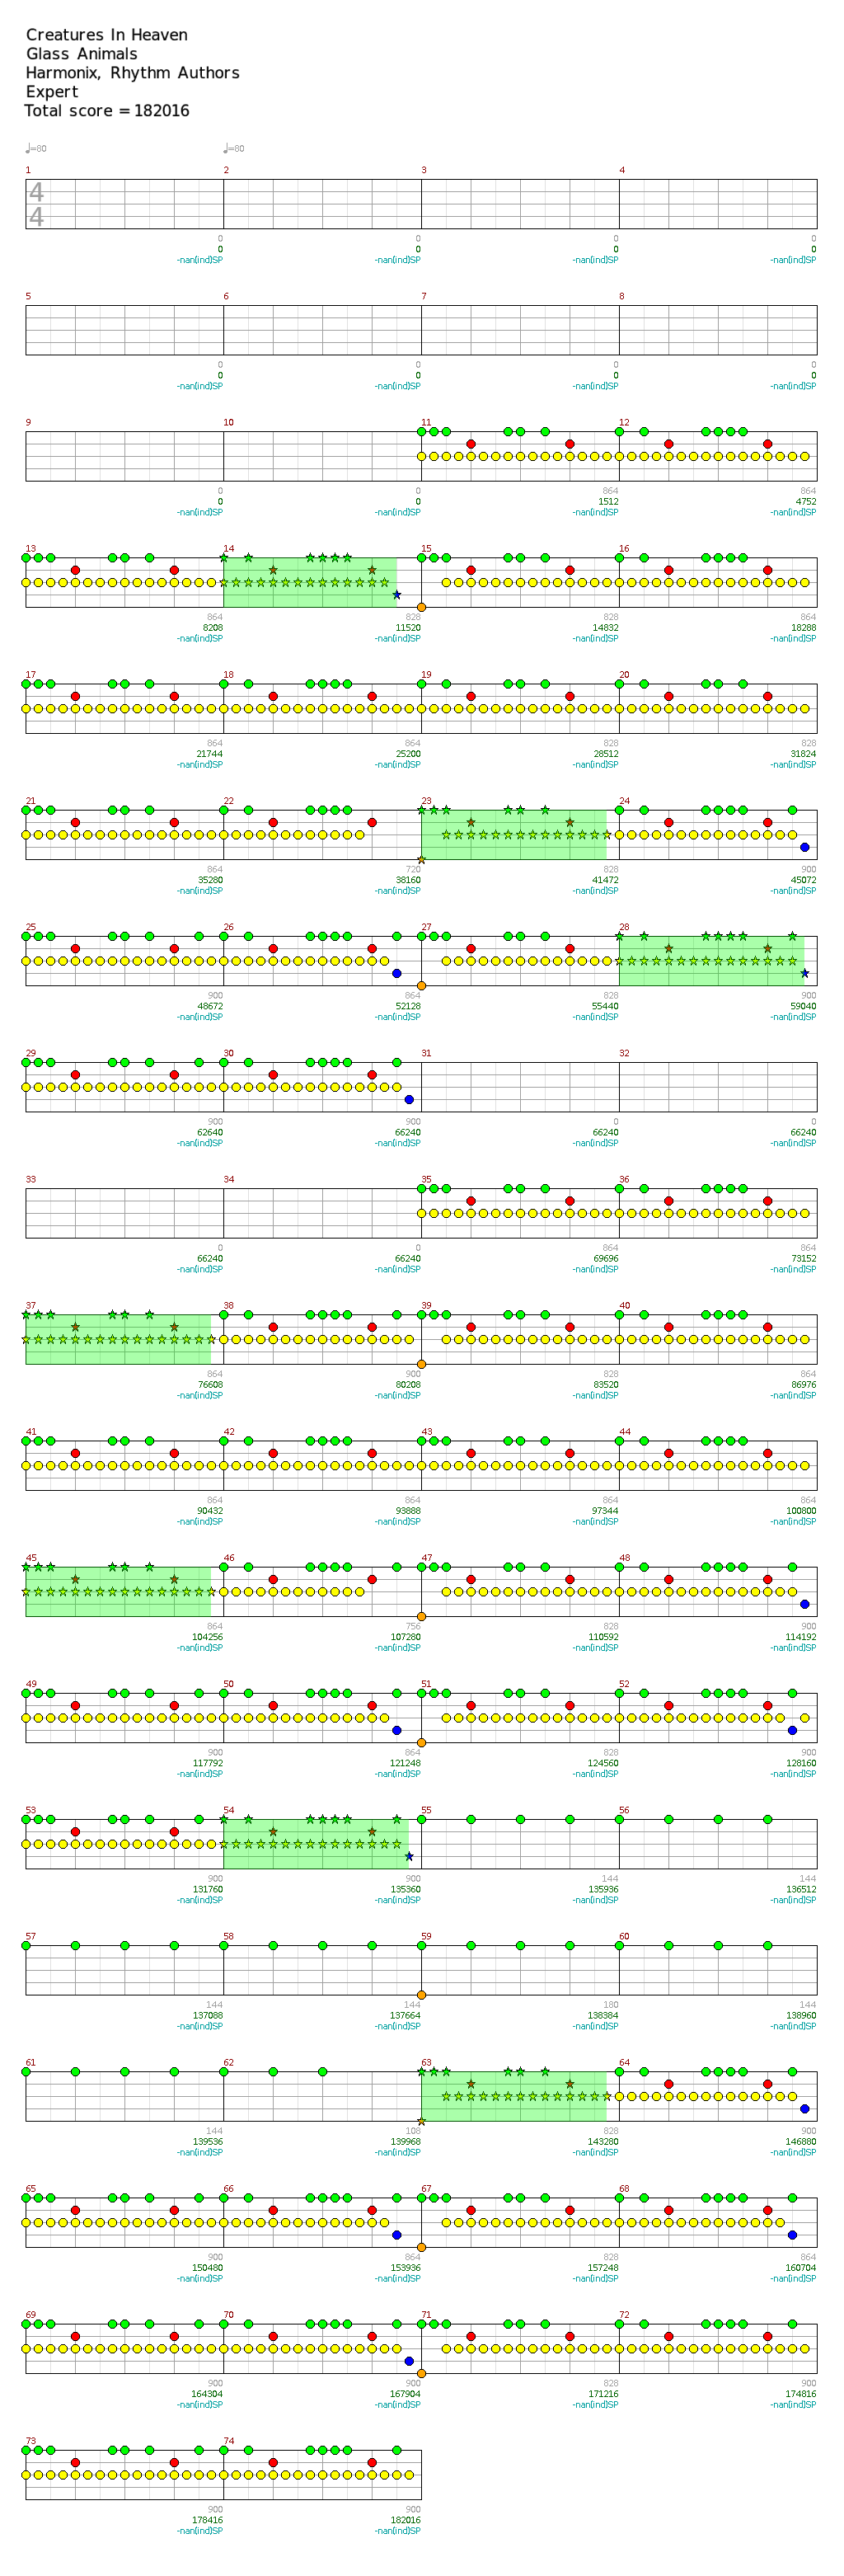 Creatures In Heaven
Glass Animals
Harmonix, Rhythm Authors
Expert
Total score = 182016
♩=80 ♩=80
1 2 3 4
4
4
0 0 0 0
0 0 0 0
-nan(ind)SP -nan(ind)SP -nan(ind)SP -nan(ind)SP
5 6 7 8
0 0 0 0
0 0 0 0
-nan(ind)SP -nan(ind)SP -nan(ind)SP -nan(ind)SP
9 10 11 12
0 0 864 864
0 0 1512 4752
-nan(ind)SP -nan(ind)SP -nan(ind)SP -nan(ind)SP
13 14 15 16
864 828 828 864
8208 11520 14832 18288
-nan(ind)SP -nan(ind)SP -nan(ind)SP -nan(ind)SP
17 18 19 20
864 864 828 828
21744 25200 28512 31824
-nan(ind)SP -nan(ind)SP -nan(ind)SP -nan(ind)SP
21 22 23 24
864 720 828 900
35280 38160 41472 45072
-nan(ind)SP -nan(ind)SP -nan(ind)SP -nan(ind)SP
25 26 27 28
900 864 828 900
48672 52128 55440 59040
-nan(ind)SP -nan(ind)SP -nan(ind)SP -nan(ind)SP
29 30 31 32
900 900 0 0
62640 66240 66240 66240
-nan(ind)SP -nan(ind)SP -nan(ind)SP -nan(ind)SP
33 34 35 36
0 0 864 864
66240 66240 69696 73152
-nan(ind)SP -nan(ind)SP -nan(ind)SP -nan(ind)SP
37 38 39 40
864 900 828 864
76608 80208 83520 86976
-nan(ind)SP -nan(ind)SP -nan(ind)SP -nan(ind)SP
41 42 43 44
864 864 864 864
90432 93888 97344 100800
-nan(ind)SP -nan(ind)SP -nan(ind)SP -nan(ind)SP
45 46 47 48
864 756 828 900
104256 107280 110592 114192
-nan(ind)SP -nan(ind)SP -nan(ind)SP -nan(ind)SP
49 50 51 52
900 864 828 900
117792 121248 124560 128160
-nan(ind)SP -nan(ind)SP -nan(ind)SP -nan(ind)SP
53 54 55 56
900 900 144 144
131760 135360 135936 136512
-nan(ind)SP -nan(ind)SP -nan(ind)SP -nan(ind)SP
57 58 59 60
144 144 180 144
137088 137664 138384 138960
-nan(ind)SP -nan(ind)SP -nan(ind)SP -nan(ind)SP
61 62 63 64
144 108 828 900
139536 139968 143280 146880
-nan(ind)SP -nan(ind)SP -nan(ind)SP -nan(ind)SP
65 66 67 68
900 864 828 864
150480 153936 157248 160704
-nan(ind)SP -nan(ind)SP -nan(ind)SP -nan(ind)SP
69 70 71 72
900 900 828 900
164304 167904 171216 174816
-nan(ind)SP -nan(ind)SP -nan(ind)SP -nan(ind)SP
73 74
900 900
178416 182016
-nan(ind)SP -nan(ind)SP